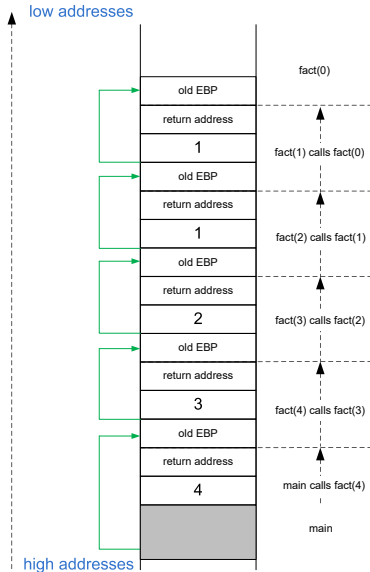 low addresses
fact(0)
old EBP
return address
1
fact(1) calls fact(0)
old EBP
return address
1
fact(2) calls fact(1)
old EBP
return address
2
fact(3) calls fact(2)
old EBP
return address
3
fact(4) calls fact(3)
old EBP
return address
4
main calls fact(4)
main
high addresses